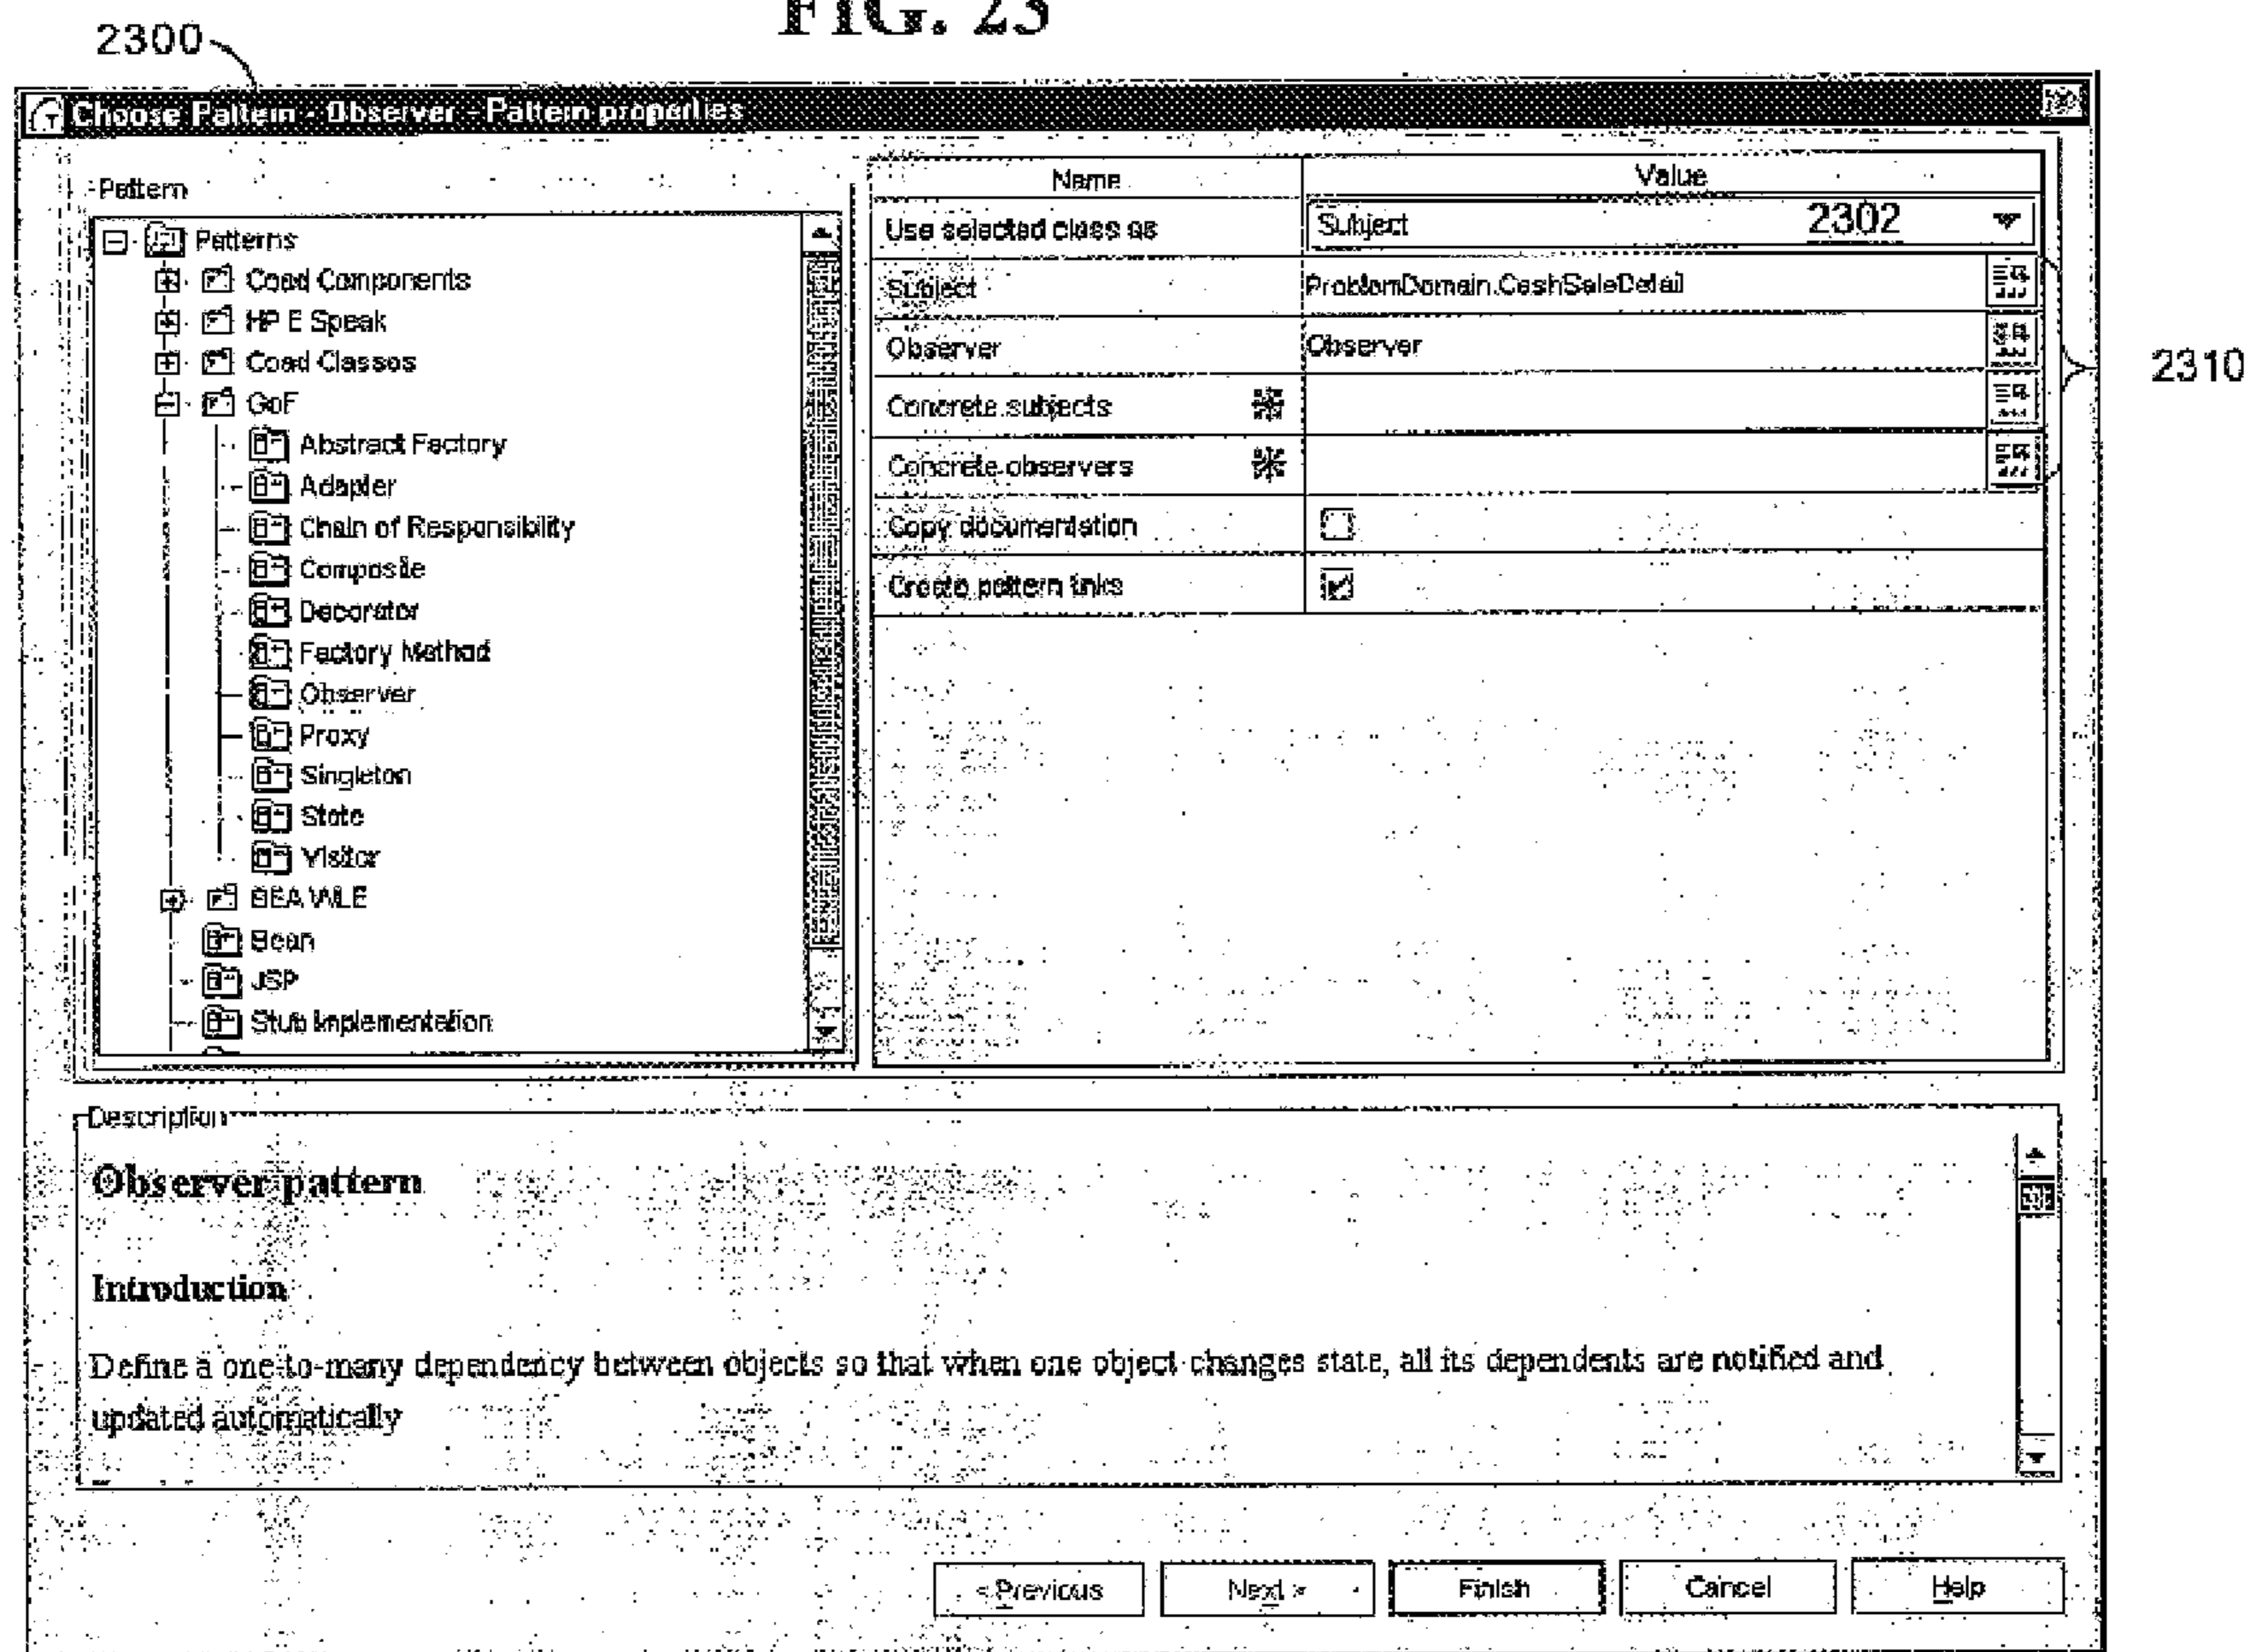 FIG. 23
2300
Choose Pattern - Observer - Pattern properties
Pattern
Patterns
Coad Components
HP E Speak
Coad Classes
GoF
Abstract Factory
Adapter
Chain of Responsibility
Composite
Decorator
Factory Method
Observer
Proxy
Singleton
State
Visitor
BEA WLE
Bean
JSP
Stub Implementation
Name Value
Use selected class as Subject 2302
Subject ProblemDomain.CashSaleDetail
Observer Observer
Concrete subjects
Concrete observers
Copy documentation
Create pattern links
2310
Description
Observer pattern
Introduction
Define a one-to-many dependency between objects so that when one object changes state, all its dependents are notified and
updated automatically
< Previous Next > Finish Cancel Help